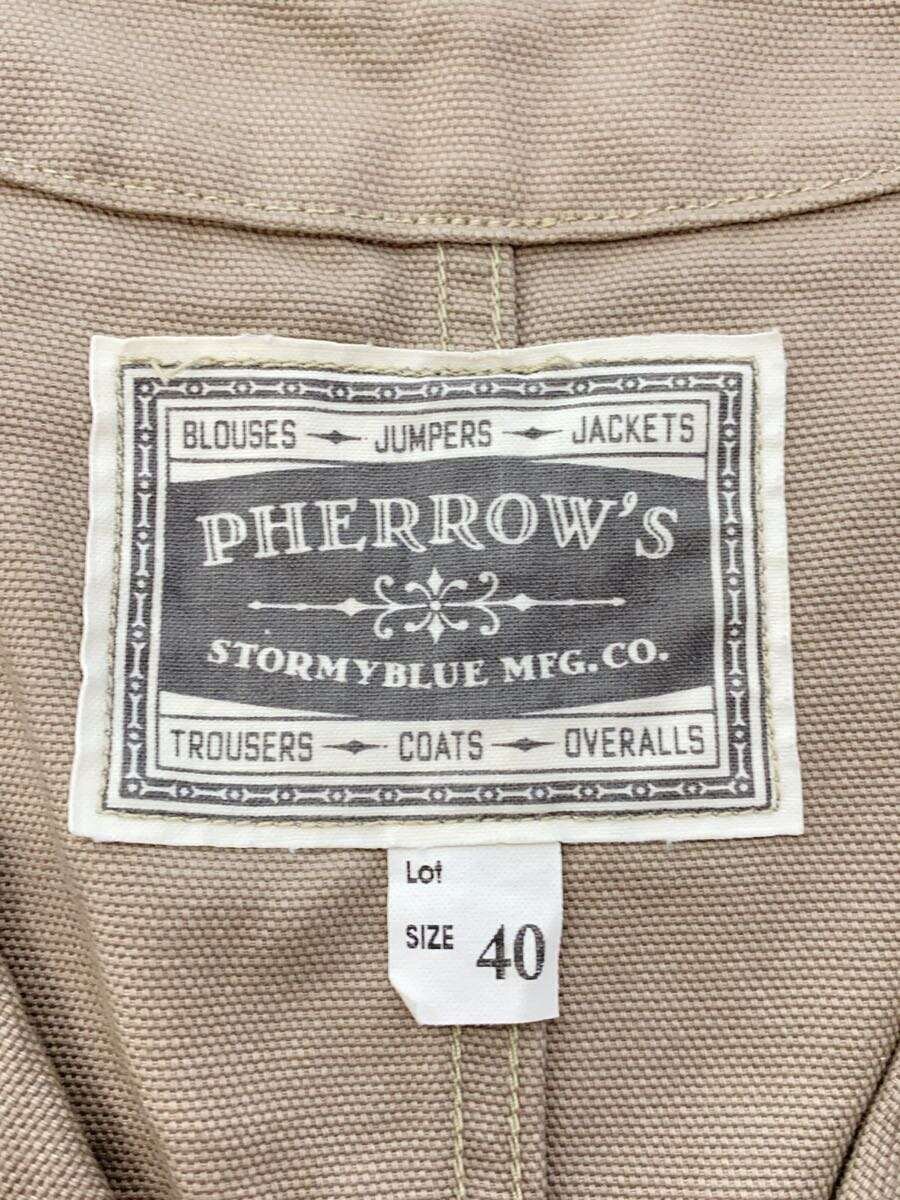 BLOUSES JUMPERS JACKETS
PHERROW's
STORMYBLUE MFG. CO.
TROUSERS COATS OVERALLS
Lot
SIZE 40